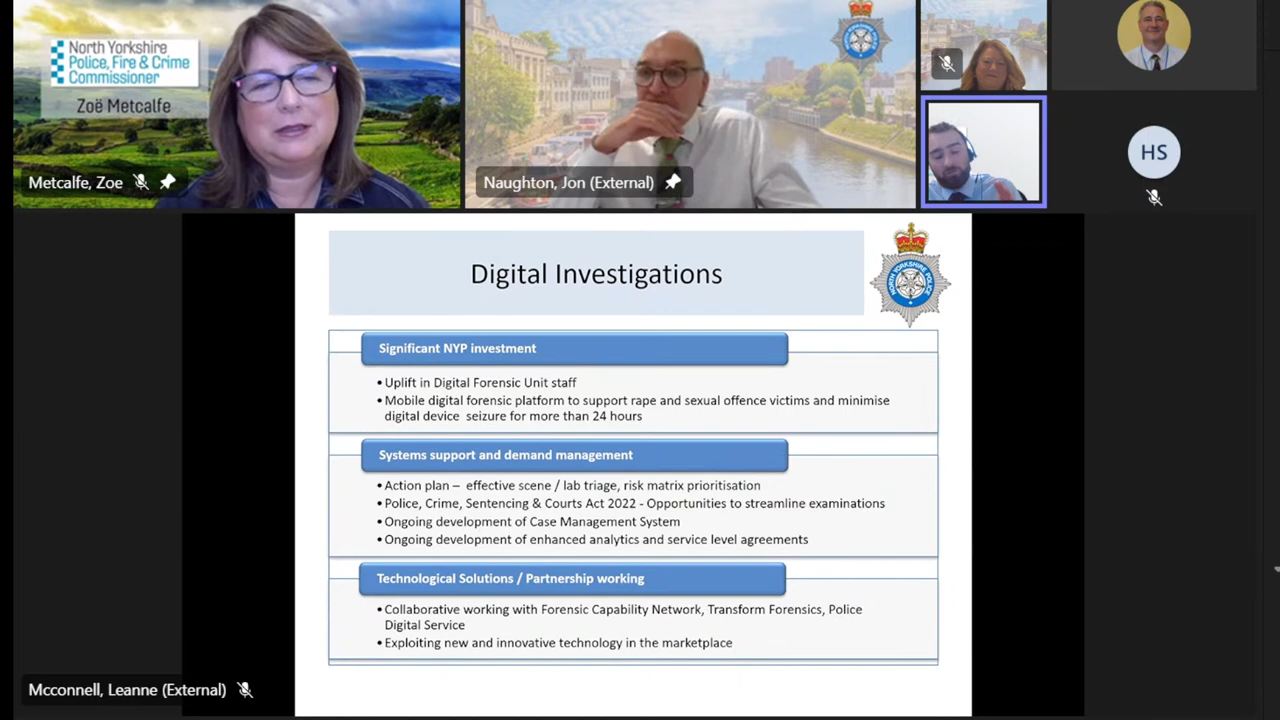 North Yorkshire
Police, Fire & Crime
Commissioner
Zoë Metcalfe
Metcalfe, Zoe
Naughton, Jon (External)
HS
Digital Investigations
NORTH YORKSHIRE POLICE
Significant NYP investment
• Uplift in Digital Forensic Unit staff
• Mobile digital forensic platform to support rape and sexual offence victims and minimise
digital device seizure for more than 24 hours
Systems support and demand management
• Action plan – effective scene / lab triage, risk matrix prioritisation
• Police, Crime, Sentencing & Courts Act 2022 - Opportunities to streamline examinations
• Ongoing development of Case Management System
• Ongoing development of enhanced analytics and service level agreements
Technological Solutions / Partnership working
• Collaborative working with Forensic Capability Network, Transform Forensics, Police
Digital Service
• Exploiting new and innovative technology in the marketplace
Mcconnell, Leanne (External)